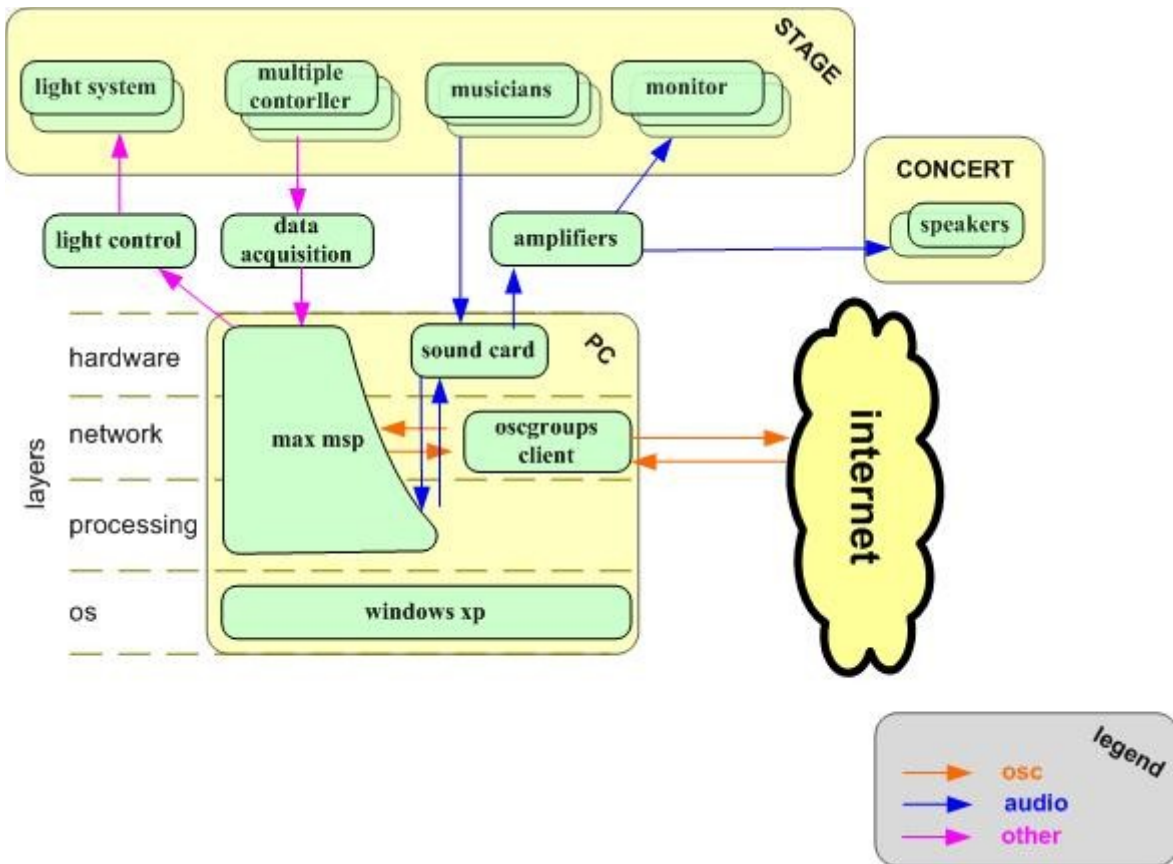 STAGE
light system
multiple
contorller
musicians
monitor
CONCERT
speakers
light control
data
acquisition
amplifiers
layers
hardware
network
processing
os
PC
sound card
max msp
oscgroups
client
windows xp
internet
legend
osc
audio
other